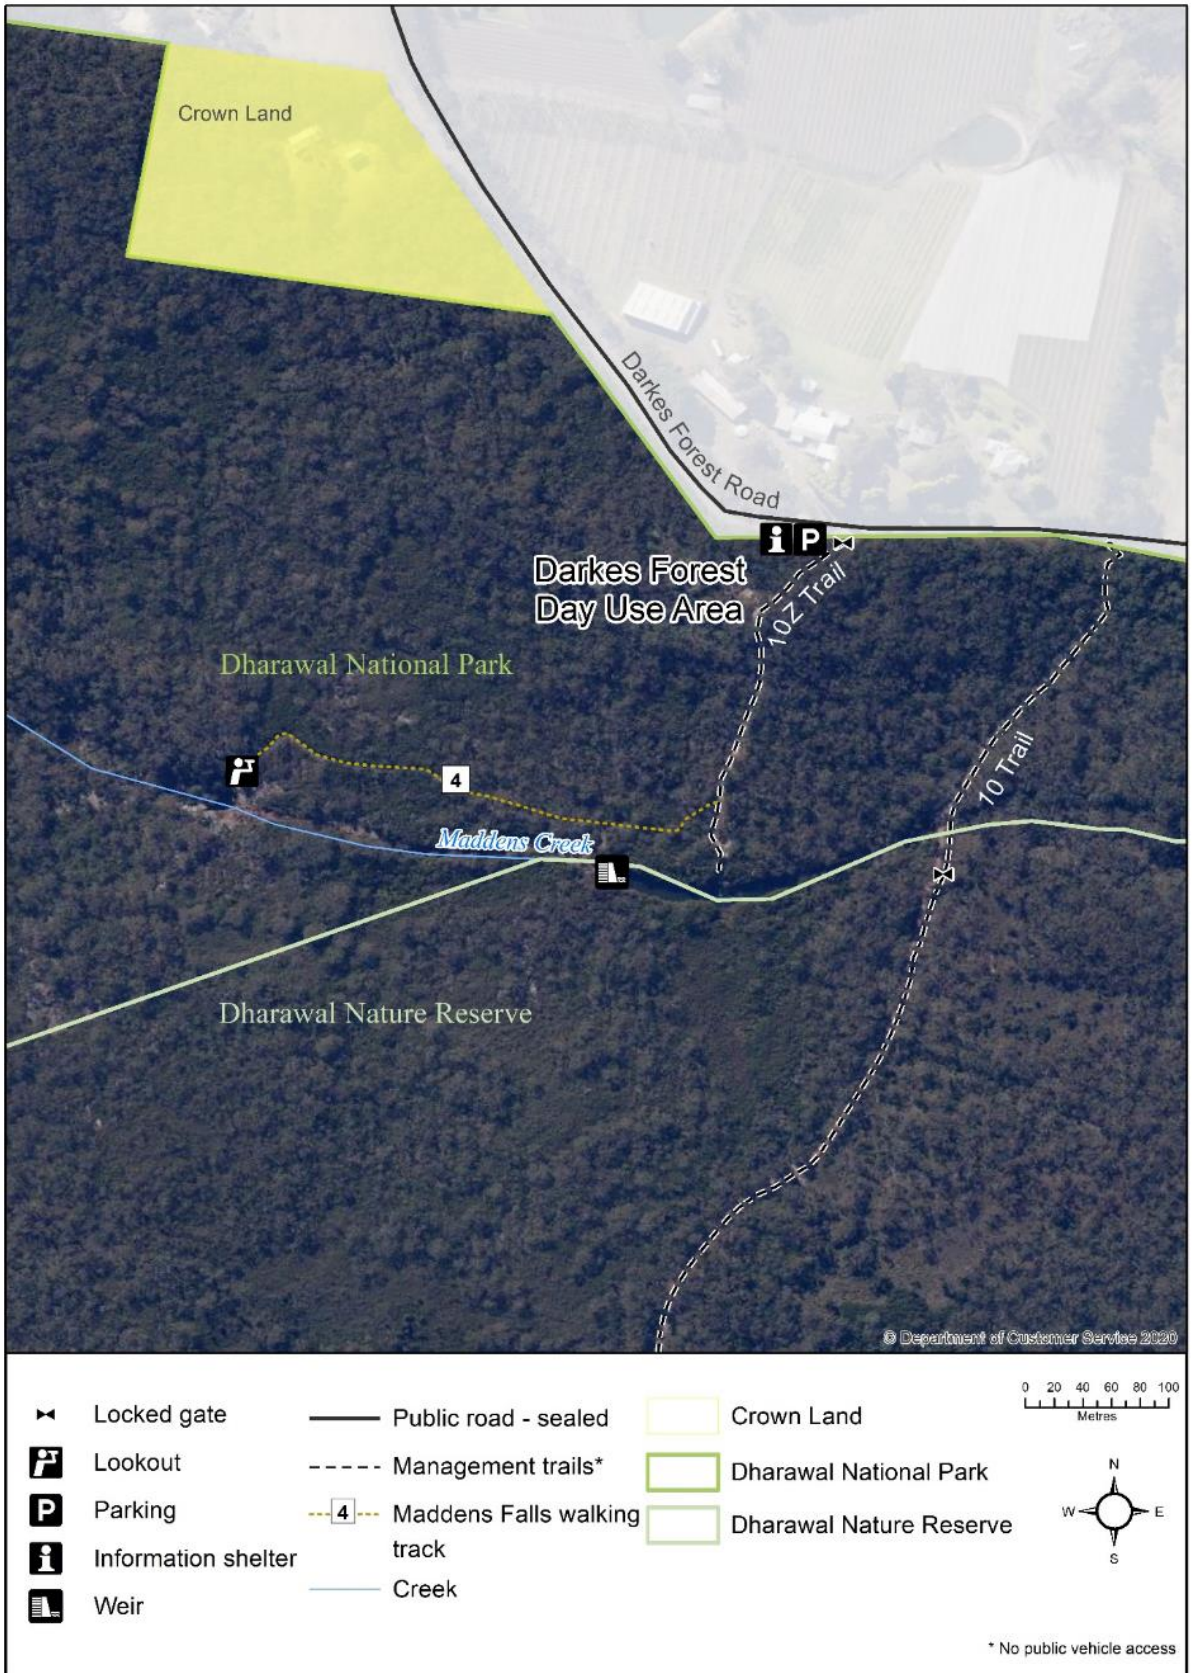 Crown Land
Darkes Forest Road
P
Darkes Forest
Day Use Area
10Z Trail
Dharawal National Park
10 Trail
4
Maddens Creek
Dharawal Nature Reserve
© Department of Customer Service 2020
Locked gate
Lookout
P Parking
Information shelter
Weir
Public road - sealed
Management trails*
4 Maddens Falls walking
track
Creek
Crown Land
Dharawal National Park
Dharawal Nature Reserve
0 20 40 60 80 100
Metres
N
W E
S
* No public vehicle access